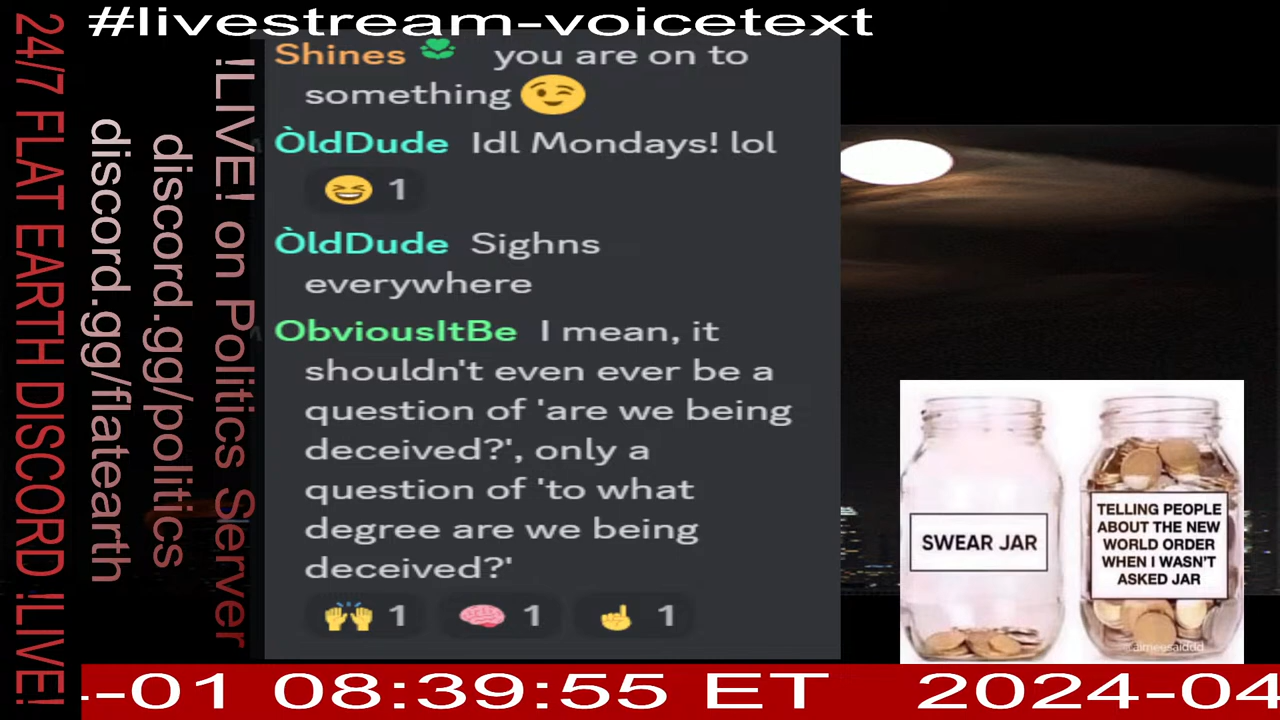 #livestream-voicetext
24/7 FLAT EARTH DISCORD !LIVE!
discord.gg/flatearth
discord.gg/politics
!LIVE! on Politics Server
Shines you are on to
something
ÒldDude Idl Mondays! lol
1
ÒldDude Sighns
everywhere
ObviousItBe I mean, it
shouldn't even ever be a
question of 'are we being
deceived?', only a
question of 'to what
degree are we being
deceived?'
1 1 1
SWEAR JAR
TELLING PEOPLE
ABOUT THE NEW
WORLD ORDER
WHEN I WASN'T
ASKED JAR
-01 08:39:55 ET 2024-04